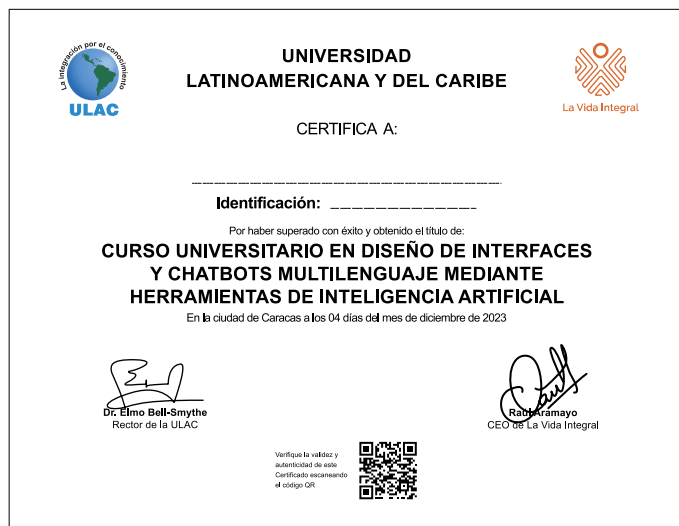 La integración por el conocimiento
ULAC
UNIVERSIDAD
LATINOAMERICANA Y DEL CARIBE
La Vida Integral
CERTIFICA A:
Identificación:
Por haber superado con éxito y obtenido el título de:
CURSO UNIVERSITARIO EN DISEÑO DE INTERFACES
Y CHATBOTS MULTILENGUAJE MEDIANTE
HERRAMIENTAS DE INTELIGENCIA ARTIFICIAL
En la ciudad de Caracas a los 04 días del mes de diciembre de 2023
Dr. Elmo Bell-Smythe
Rector de la ULAC
Raúl Aramayo
CEO de La Vida Integral
Verifique la validez y
autenticidad de este
Certificado escaneando
el código QR